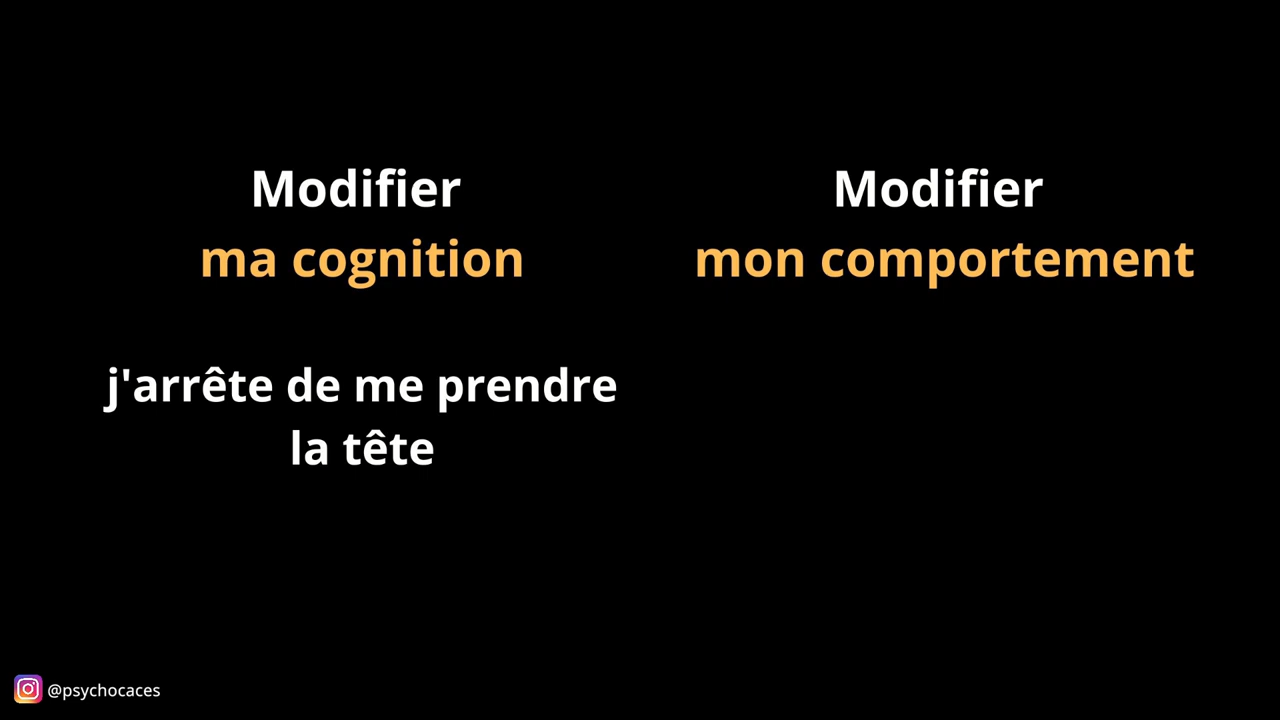 Modifier
ma cognition
j'arrête de me prendre
la tête
Modifier
mon comportement
@psychocaces